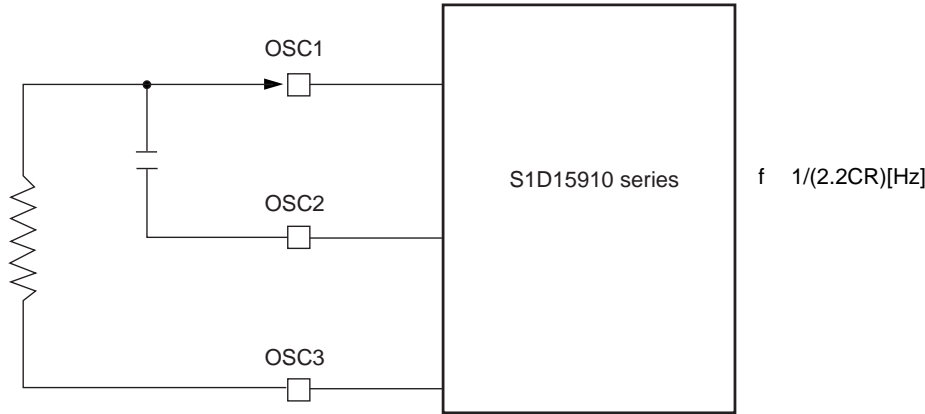 OSC1
S1D15910 series
f 1/(2.2CR)[Hz]
OSC2
OSC3